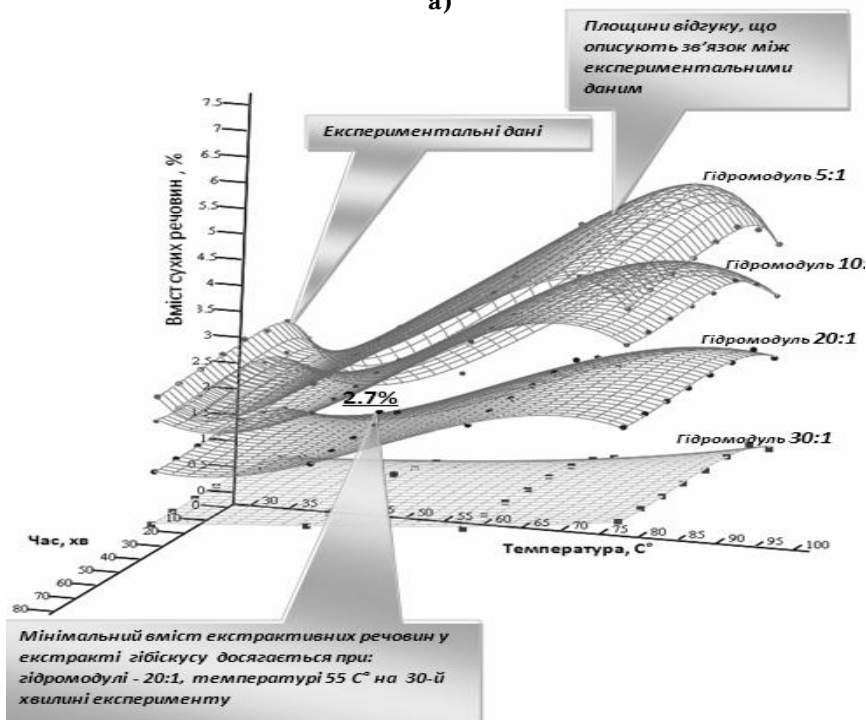 а)
Площини відгуку, що
описують зв’язок між
експериментальними
даним
Експериментальні дані
Вміст сухих речовин , %
7.5
7
6.5
6
5.5
5
4.5
4
3.5
3
2.5
2
1.5
1
0.5
0
Гідромодуль 5:1
Гідромодуль 10:
Гідромодуль 20:1
Гідромодуль 30:1
2.7%
0
10
20
30
40
50
60
70
80
Час, хв
30
35
50
55
60
65
70
75
80
85
90
95
100
Температура, С°
Мінімальний вміст екстрактивних речовин у
екстракті гібіскусу досягається при:
гідромодулі - 20:1, температурі 55 С° на 30-й
хвилині експерименту